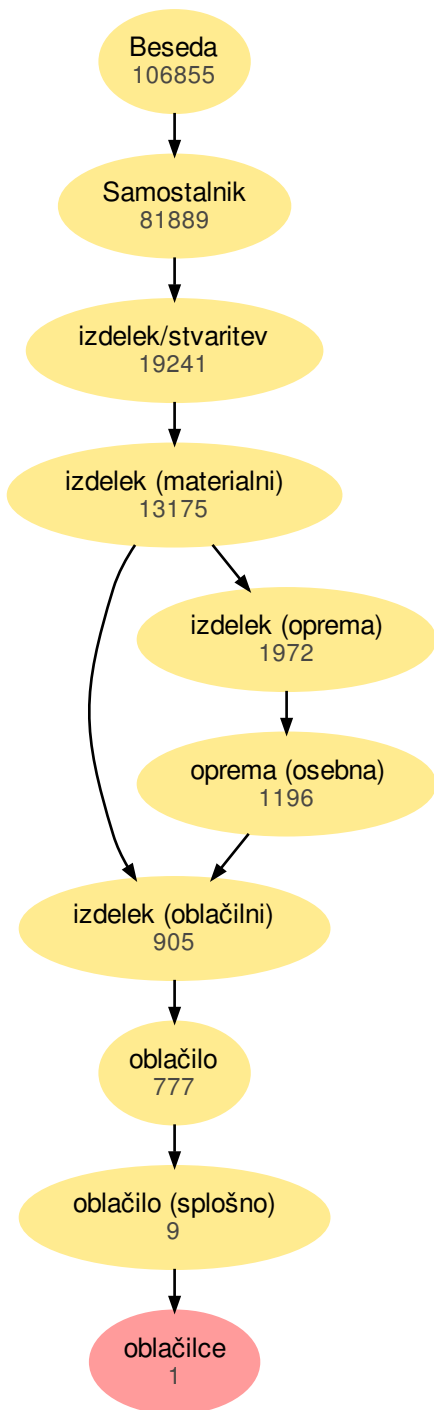 Beseda
106855
Samostalnik
81889
izdelek/stvaritev
19241
izdelek (materialni)
13175
izdelek (oprema)
1972
oprema (osebna)
1196
izdelek (oblačilni)
905
oblačilo
777
oblačilo (splošno)
9
oblačilce
1